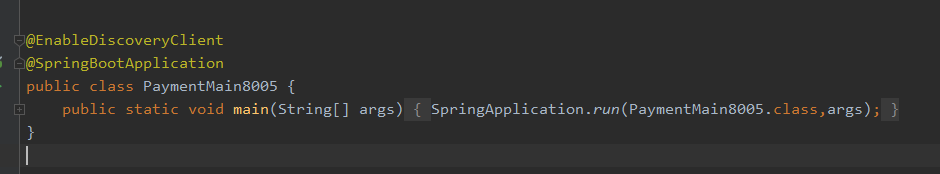 @EnableDiscoveryClient
@SpringBootApplication
public class PaymentMain8005 {
public static void main(String[] args) { SpringApplication.run(PaymentMain8005.class,args); }
}